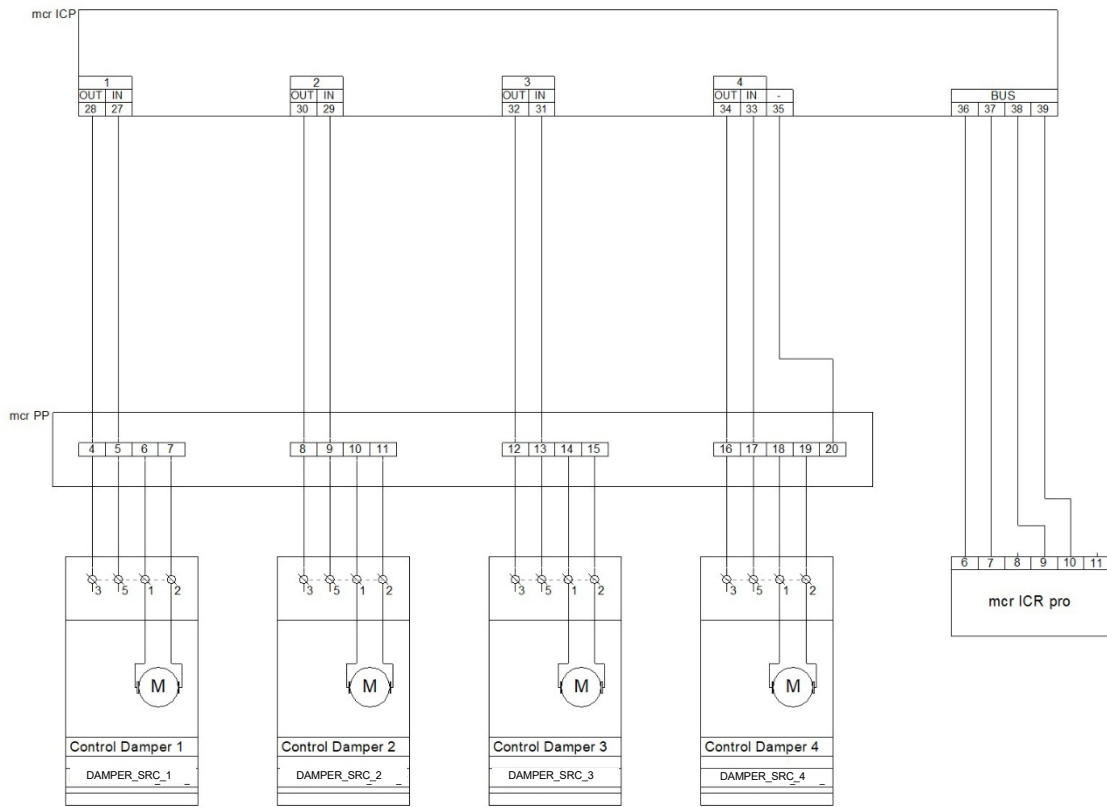 mcr ICP
1 2 3 4
OUT IN OUT IN OUT IN OUT IN - BUS
28 27 30 29 32 31 34 33 35 36 37 38 39
mcr PP
4 5 6 7 8 9 10 11 12 13 14 15 16 17 18 19 20
6 7 8 9 10 11
3 5 1 2 3 5 1 2 3 5 1 2 3 5 1 2
mcr ICR pro
M M M M
Control Damper 1 Control Damper 2 Control Damper 3 Control Damper 4
DAMPER_SRC_1 _ _ DAMPER_SRC_2 _ _ DAMPER_SRC_3 _ _ DAMPER_SRC_4 _ _